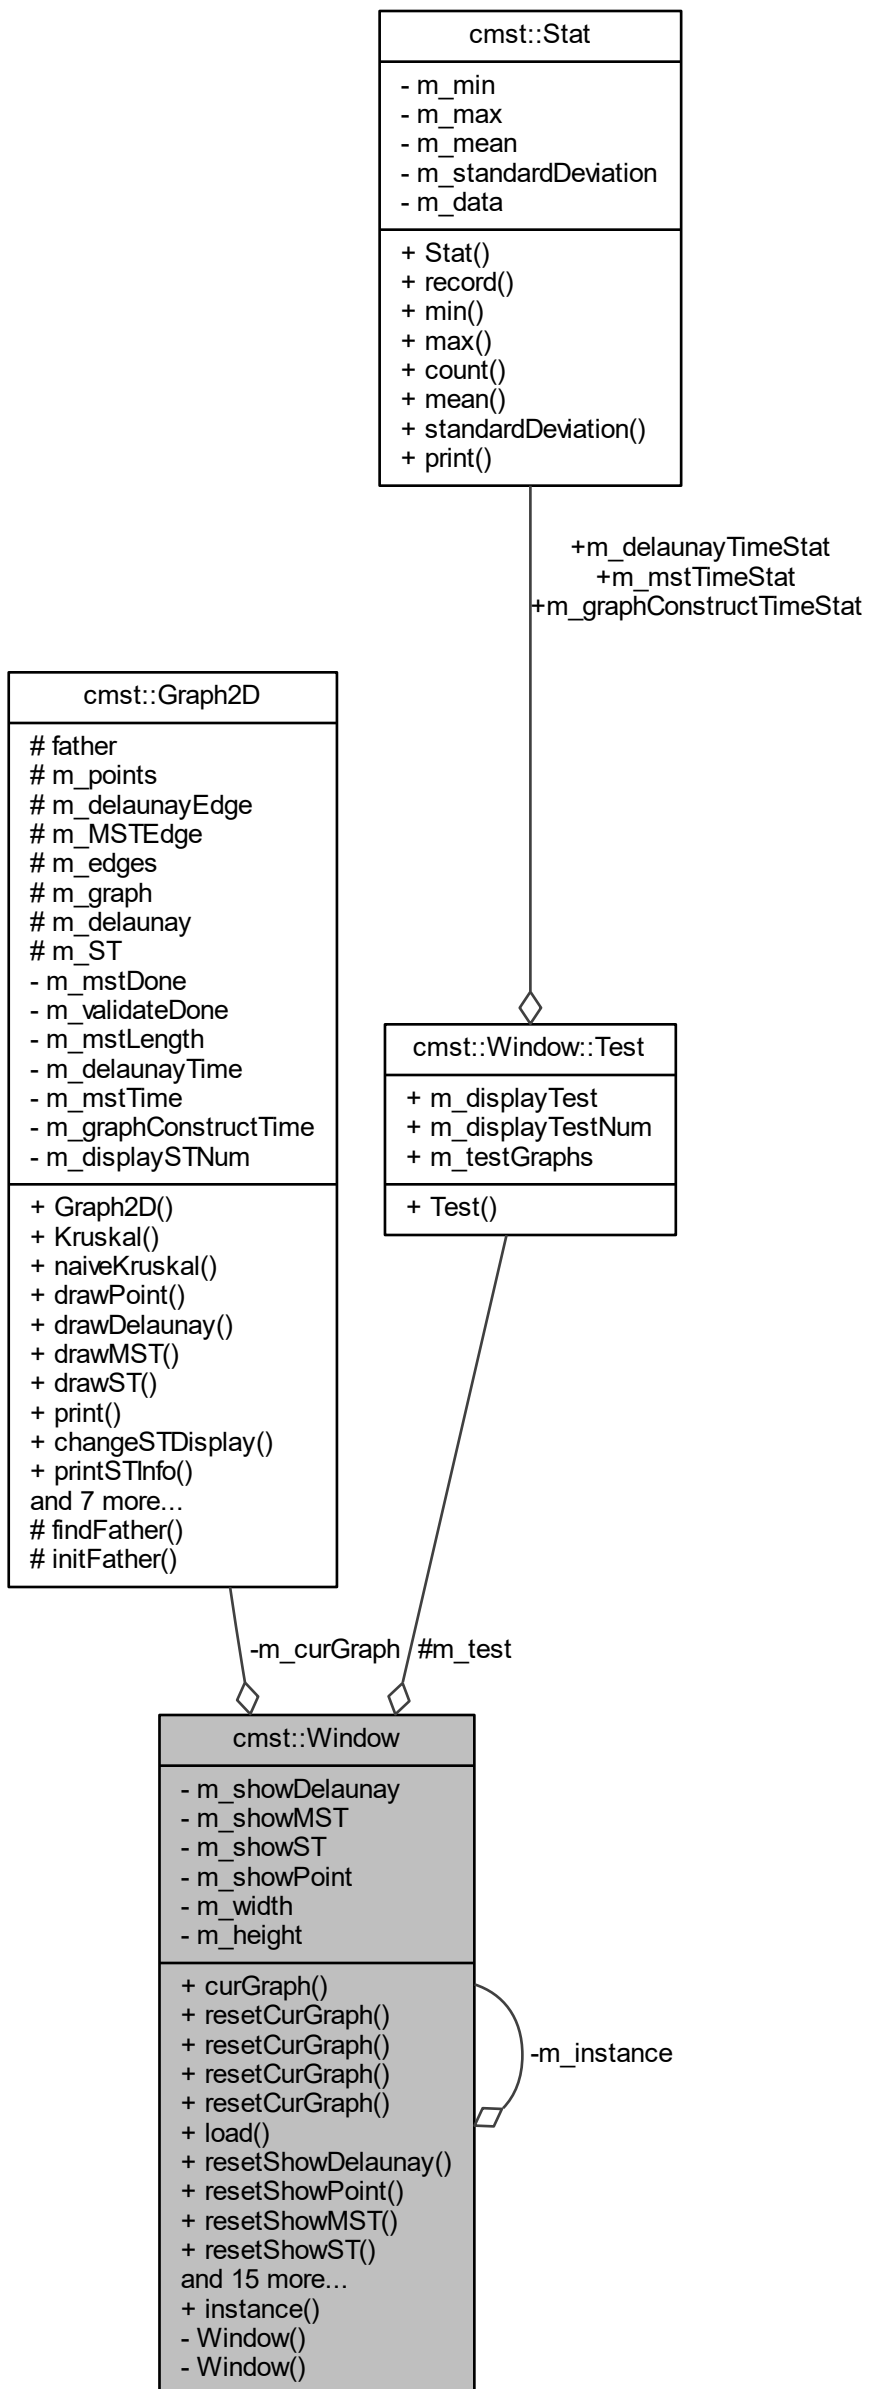 cmst::Stat
- m_min
- m_max
- m_mean
- m_standardDeviation
- m_data
+ Stat()
+ record()
+ min()
+ max()
+ count()
+ mean()
+ standardDeviation()
+ print()
+m_delaunayTimeStat
+m_mstTimeStat
+m_graphConstructTimeStat
cmst::Graph2D
# father
# m_points
# m_delaunayEdge
# m_MSTEdge
# m_edges
# m_graph
# m_delaunay
# m_ST
- m_mstDone
- m_validateDone
- m_mstLength
- m_delaunayTime
- m_mstTime
- m_graphConstructTime
- m_displaySTNum
+ Graph2D()
+ Kruskal()
+ naiveKruskal()
+ drawPoint()
+ drawDelaunay()
+ drawMST()
+ drawST()
+ print()
+ changeSTDisplay()
+ printSTInfo()
and 7 more...
# findFather()
# initFather()
cmst::Window::Test
+ m_displayTest
+ m_displayTestNum
+ m_testGraphs
+ Test()
-m_curGraph
#m_test
cmst::Window
- m_showDelaunay
- m_showMST
- m_showST
- m_showPoint
- m_width
- m_height
+ curGraph()
+ resetCurGraph()
+ resetCurGraph()
+ resetCurGraph()
+ resetCurGraph()
+ load()
+ resetShowDelaunay()
+ resetShowPoint()
+ resetShowMST()
+ resetShowST()
and 15 more...
+ instance()
- Window()
- Window()
-m_instance